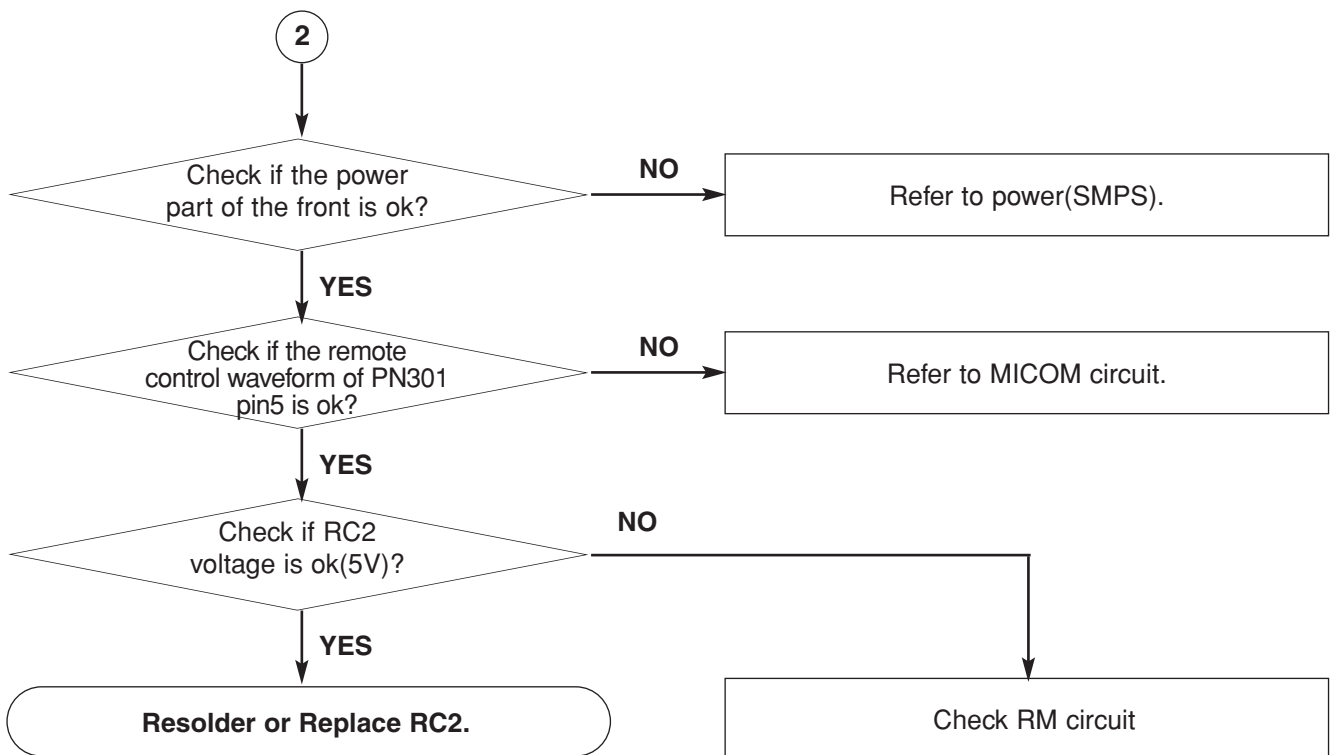 2
Check if the power
part of the front is ok?
NO
Refer to power(SMPS).
YES
Check if the remote
control waveform of PN301
pin5 is ok?
NO
Refer to MICOM circuit.
YES
Check if RC2
voltage is ok(5V)?
NO
YES
Resolder or Replace RC2.
Check RM circuit